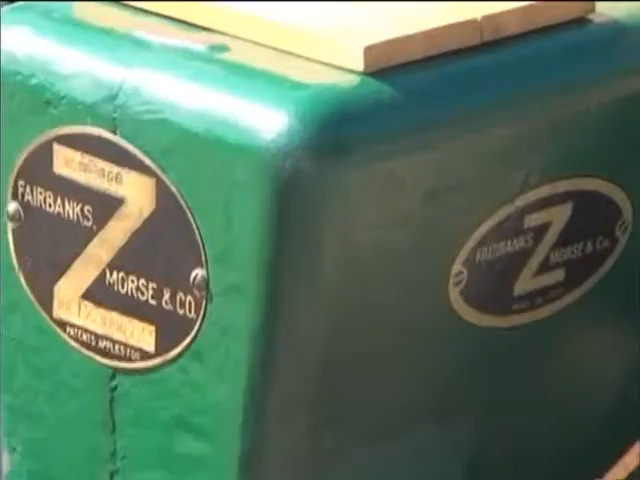 FAIRBANKS,
Z
MORSE & CO.
PATENTS APPLIED FOR
FAIRBANKS
Z
MORSE & Co.